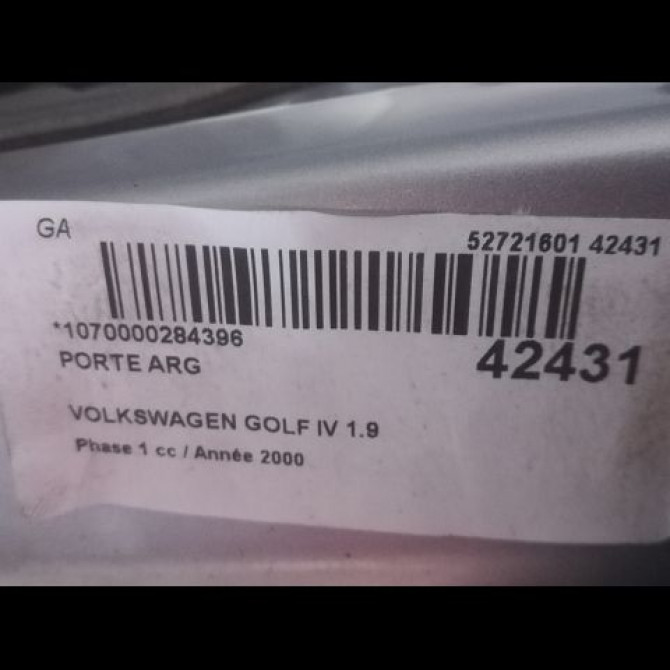 GA
52721601 42431
*1070000284396
42431
PORTE ARG
VOLKSWAGEN GOLF IV 1.9
Phase 1 cc / Année 2000